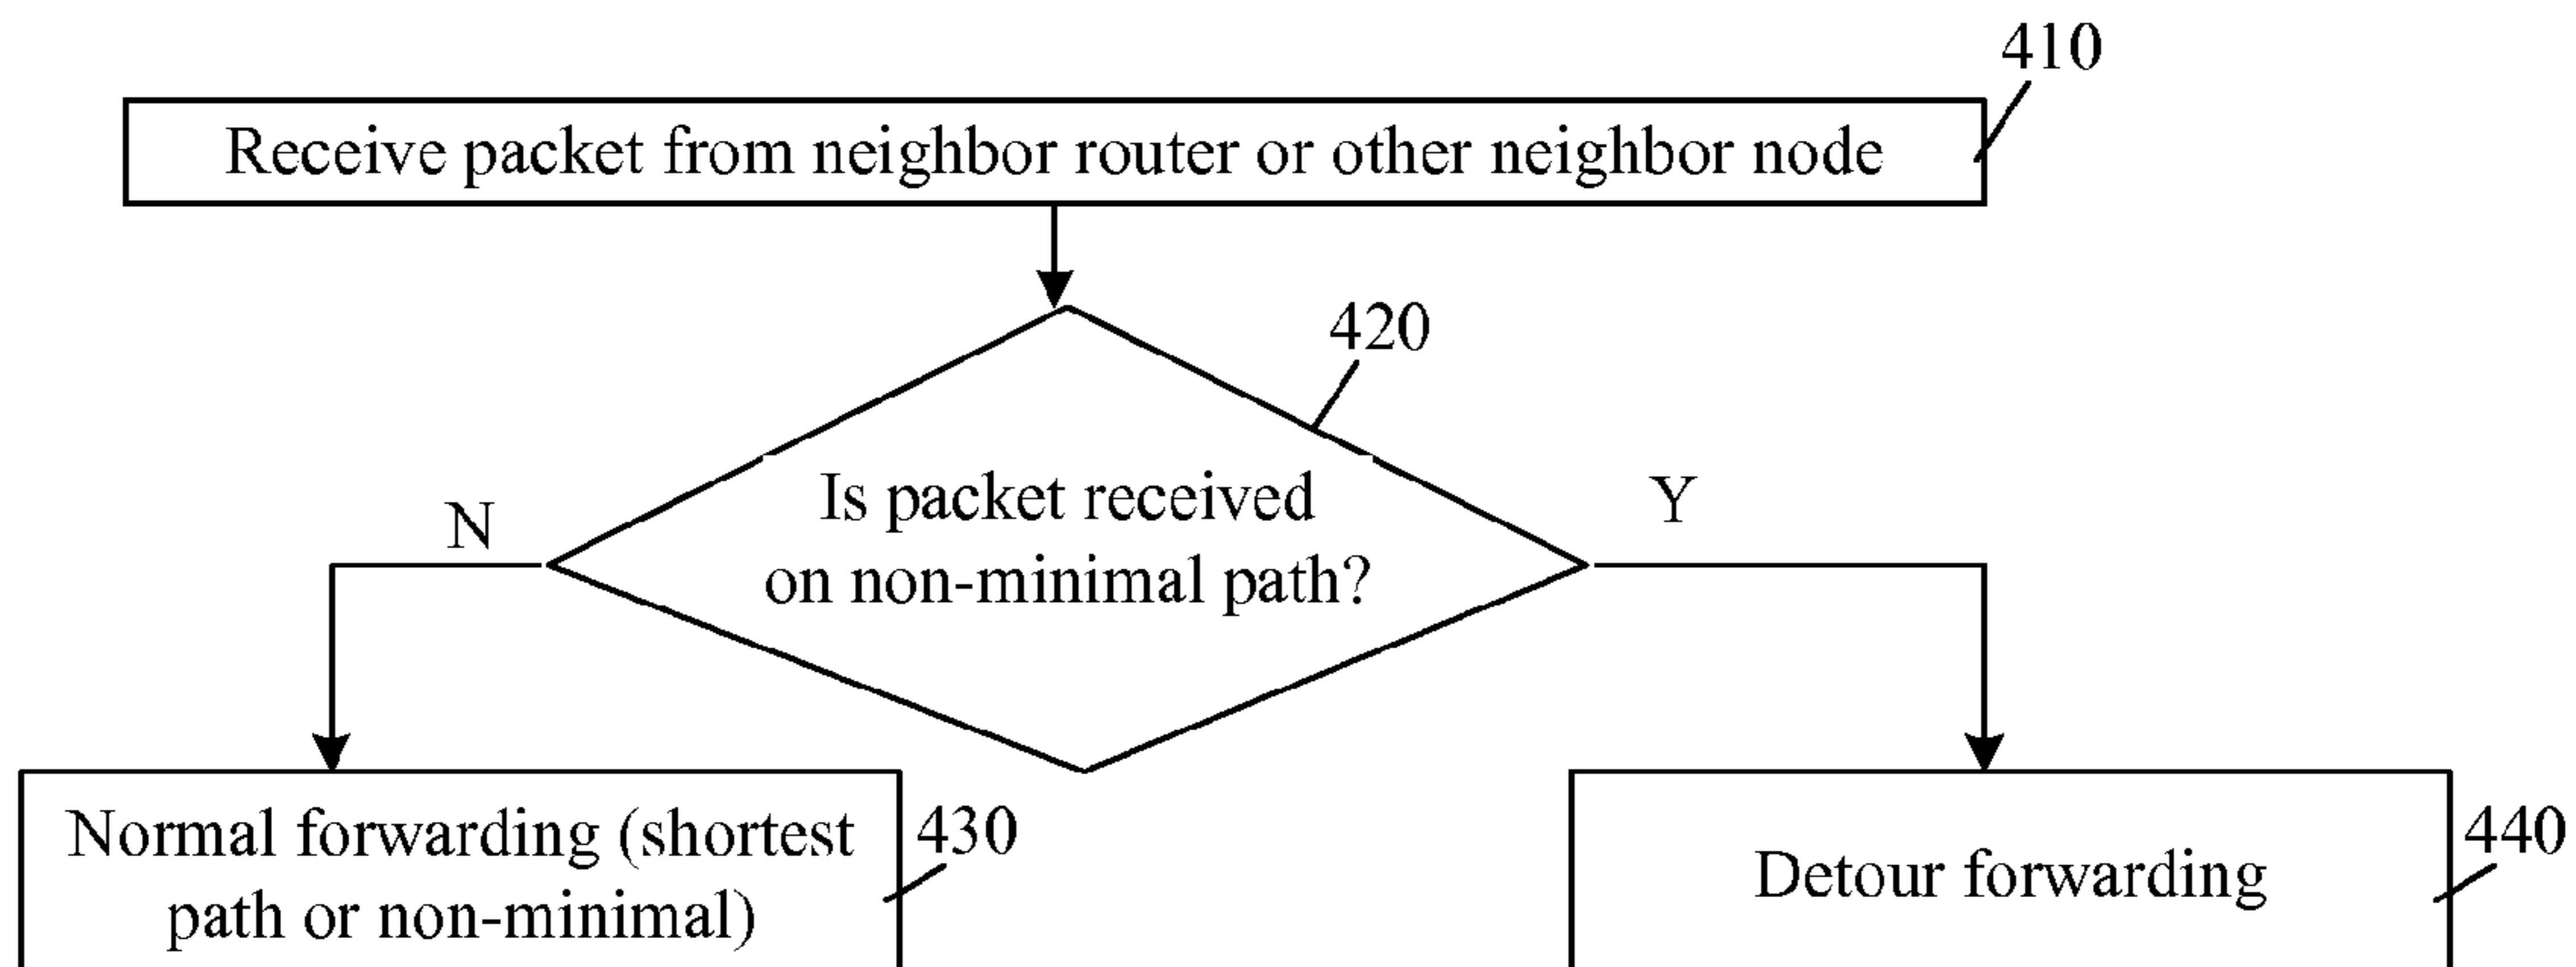 410
Receive packet from neighbor router or other neighbor node
420
Is packet received
on non-minimal path?
N
Y
Normal forwarding (shortest
path or non-minimal)
430
Detour forwarding
440